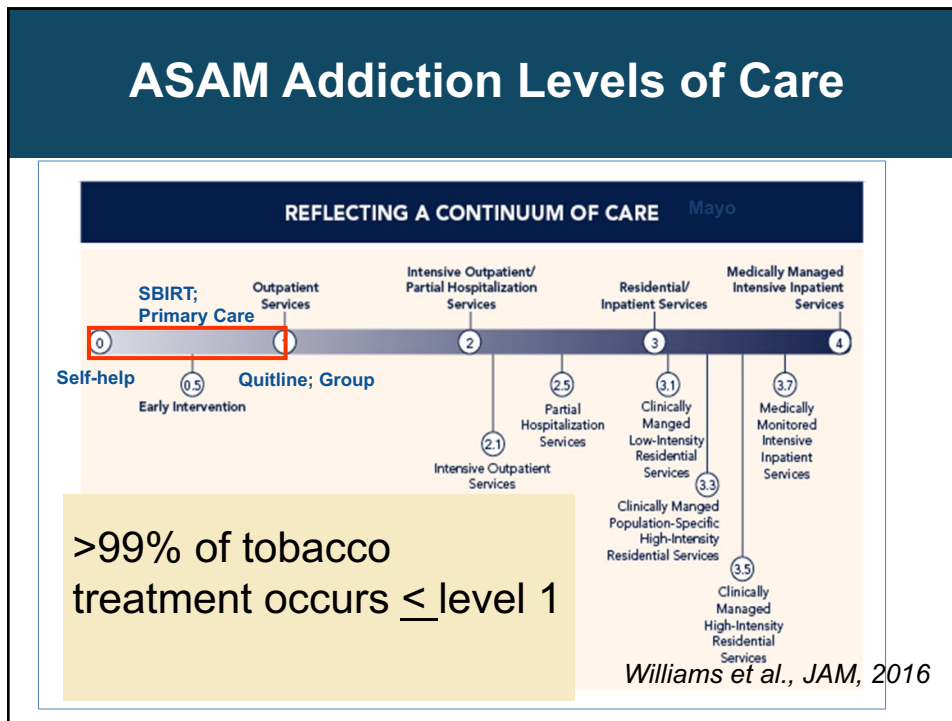 ASAM Addiction Levels of Care
REFLECTING A CONTINUUM OF CARE
Mayo
SBIRT;
Primary Care
Outpatient
Services
Intensive Outpatient/
Partial Hospitalization
Services
Residential/
Inpatient Services
Medically Managed
Intensive Inpatient
Services
0
1
2
3
4
Self-help
0.5
Early Intervention
Quitline; Group
2.1
Intensive Outpatient
Services
2.5
Partial
Hospitalization
Services
3.1
Clinically
Manged
Low-Intensity
Residential
Services
3.3
Clinically Manged
Population-Specific
High-Intensity
Residential Services
3.5
Clinically
Managed
High-Intensity
Residential
Services
3.7
Medically
Monitored
Intensive
Inpatient
Services
>99% of tobacco
treatment occurs < level 1
Williams et al., JAM, 2016